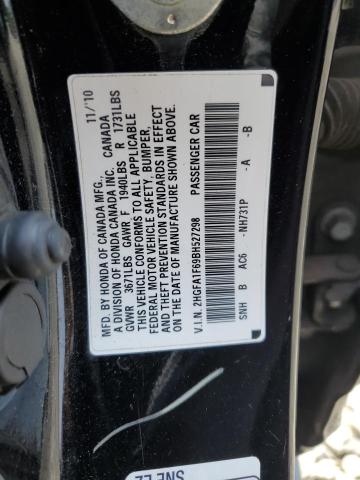 MFD. BY HONDA OF CANADA MFG., 11/'10
A DIVISION OF HONDA CANADA INC. CANADA
GVWR 3671LBS GAWR F 1940LBS R 1731LBS
THIS VEHICLE CONFORMS TO ALL APPLICABLE
FEDERAL MOTOR VEHICLE SAFETY, BUMPER,
AND THEFT PREVENTION STANDARDS IN EFFECT
ON THE DATE OF MANUFACTURE SHOWN ABOVE.
V.I.N. 2HGFA1F69BH527298 PASSENGER CAR
SNH B AC6 -NH731P -A -B